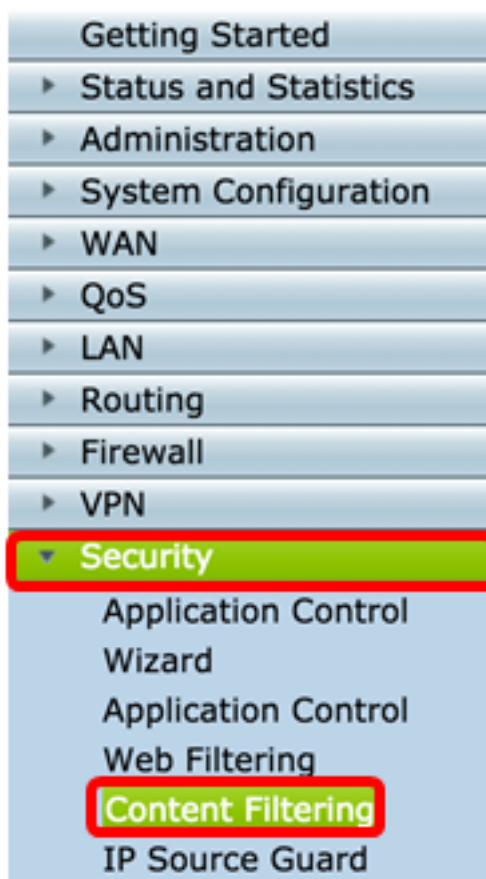 Getting Started
Status and Statistics
Administration
System Configuration
WAN
QoS
LAN
Routing
Firewall
VPN
Security
Application Control
Wizard
Application Control
Web Filtering
Content Filtering
IP Source Guard